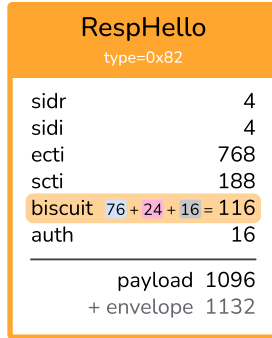 RespHello
type=0x82
sidr 4
sidi 4
ecti 768
scti 188
biscuit 76 + 24 + 16 = 116
auth 16
payload 1096
+ envelope 1132